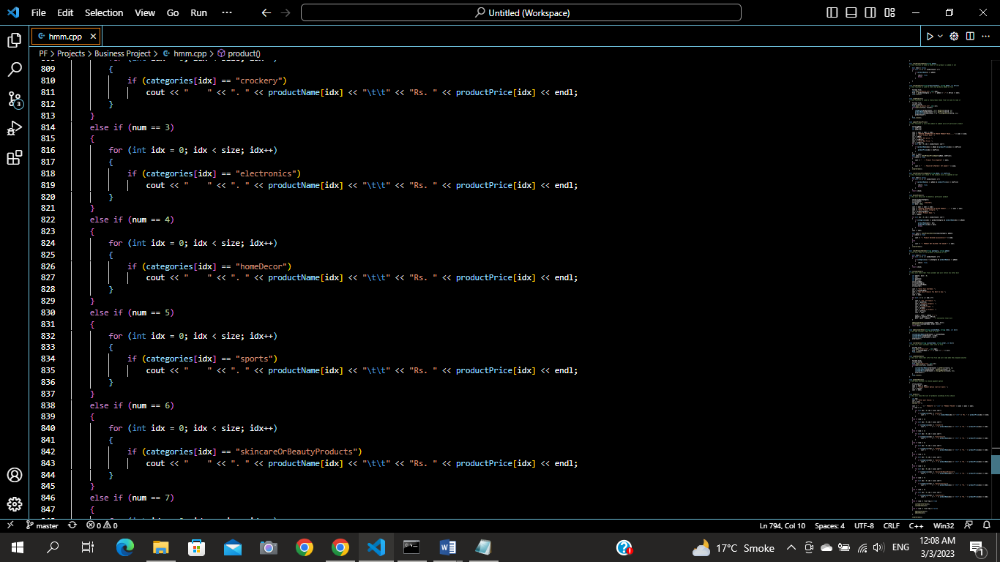 File Edit Selection View Go Run ··· Untitled (Workspace)
hmm.cpp
PF > Projects > Business Project > hmm.cpp > product()
809 {
810 if (categories[idx] == "crockery")
811 cout << "    " << ". " << productName[idx] << "\t\t" << "Rs. " << productPrice[idx] << endl;
812 }
813 }
814 else if (num == 3)
815 {
816 for (int idx = 0; idx < size; idx++)
817 {
818 if (categories[idx] == "electronics")
819 cout << "    " << ". " << productName[idx] << "\t\t" << "Rs. " << productPrice[idx] << endl;
820 }
821 }
822 else if (num == 4)
823 {
824 for (int idx = 0; idx < size; idx++)
825 {
826 if (categories[idx] == "homeDecor")
827 cout << "    " << ". " << productName[idx] << "\t\t" << "Rs. " << productPrice[idx] << endl;
828 }
829 }
830 else if (num == 5)
831 {
832 for (int idx = 0; idx < size; idx++)
833 {
834 if (categories[idx] == "sports")
835 cout << "    " << ". " << productName[idx] << "\t\t" << "Rs. " << productPrice[idx] << endl;
836 }
837 }
838 else if (num == 6)
839 {
840 for (int idx = 0; idx < size; idx++)
841 {
842 if (categories[idx] == "skincareOrBeautyProducts")
843 cout << "    " << ". " << productName[idx] << "\t\t" << "Rs. " << productPrice[idx] << endl;
844 }
845 }
846 else if (num == 7)
847 {
3
master 0 0 Ln 794, Col 10 Spaces: 4 UTF-8 CRLF C++ Win32
17°C Smoke ENG 12:08 AM
3/3/2023
1